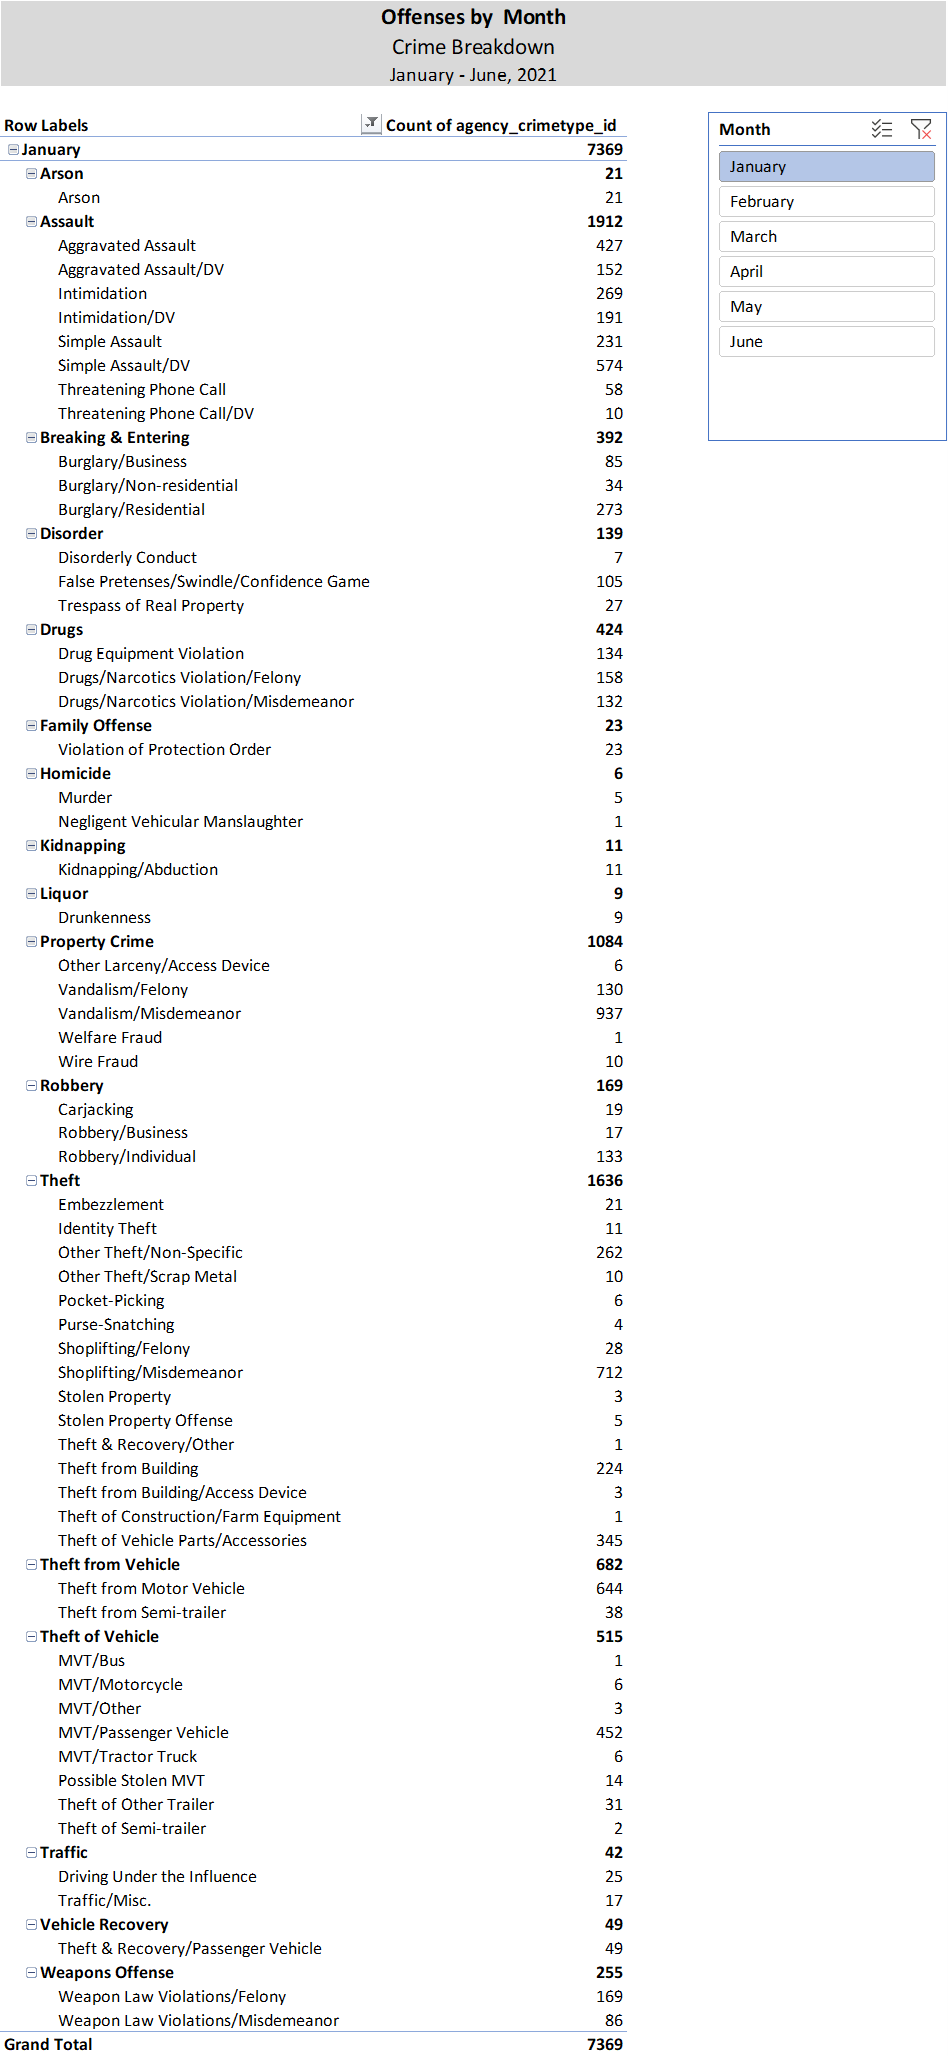 Offenses by Month
Crime Breakdown
January - June, 2021
Row Labels Count of agency_crimetype_id
January 7369
Arson 21
Arson 21
Assault 1912
Aggravated Assault 427
Aggravated Assault/DV 152
Intimidation 269
Intimidation/DV 191
Simple Assault 231
Simple Assault/DV 574
Threatening Phone Call 58
Threatening Phone Call/DV 10
Breaking & Entering 392
Burglary/Business 85
Burglary/Non-residential 34
Burglary/Residential 273
Disorder 139
Disorderly Conduct 7
False Pretenses/Swindle/Confidence Game 105
Trespass of Real Property 27
Drugs 424
Drug Equipment Violation 134
Drugs/Narcotics Violation/Felony 158
Drugs/Narcotics Violation/Misdemeanor 132
Family Offense 23
Violation of Protection Order 23
Homicide 6
Murder 5
Negligent Vehicular Manslaughter 1
Kidnapping 11
Kidnapping/Abduction 11
Liquor 9
Drunkenness 9
Property Crime 1084
Other Larceny/Access Device 6
Vandalism/Felony 130
Vandalism/Misdemeanor 937
Welfare Fraud 1
Wire Fraud 10
Robbery 169
Carjacking 19
Robbery/Business 17
Robbery/Individual 133
Theft 1636
Embezzlement 21
Identity Theft 11
Other Theft/Non-Specific 262
Other Theft/Scrap Metal 10
Pocket-Picking 6
Purse-Snatching 4
Shoplifting/Felony 28
Shoplifting/Misdemeanor 712
Stolen Property 3
Stolen Property Offense 5
Theft & Recovery/Other 1
Theft from Building 224
Theft from Building/Access Device 3
Theft of Construction/Farm Equipment 1
Theft of Vehicle Parts/Accessories 345
Theft from Vehicle 682
Theft from Motor Vehicle 644
Theft from Semi-trailer 38
Theft of Vehicle 515
MVT/Bus 1
MVT/Motorcycle 6
MVT/Other 3
MVT/Passenger Vehicle 452
MVT/Tractor Truck 6
Possible Stolen MVT 14
Theft of Other Trailer 31
Theft of Semi-trailer 2
Traffic 42
Driving Under the Influence 25
Traffic/Misc. 17
Vehicle Recovery 49
Theft & Recovery/Passenger Vehicle 49
Weapons Offense 255
Weapon Law Violations/Felony 169
Weapon Law Violations/Misdemeanor 86
Grand Total 7369
Month
January
February
March
April
May
June